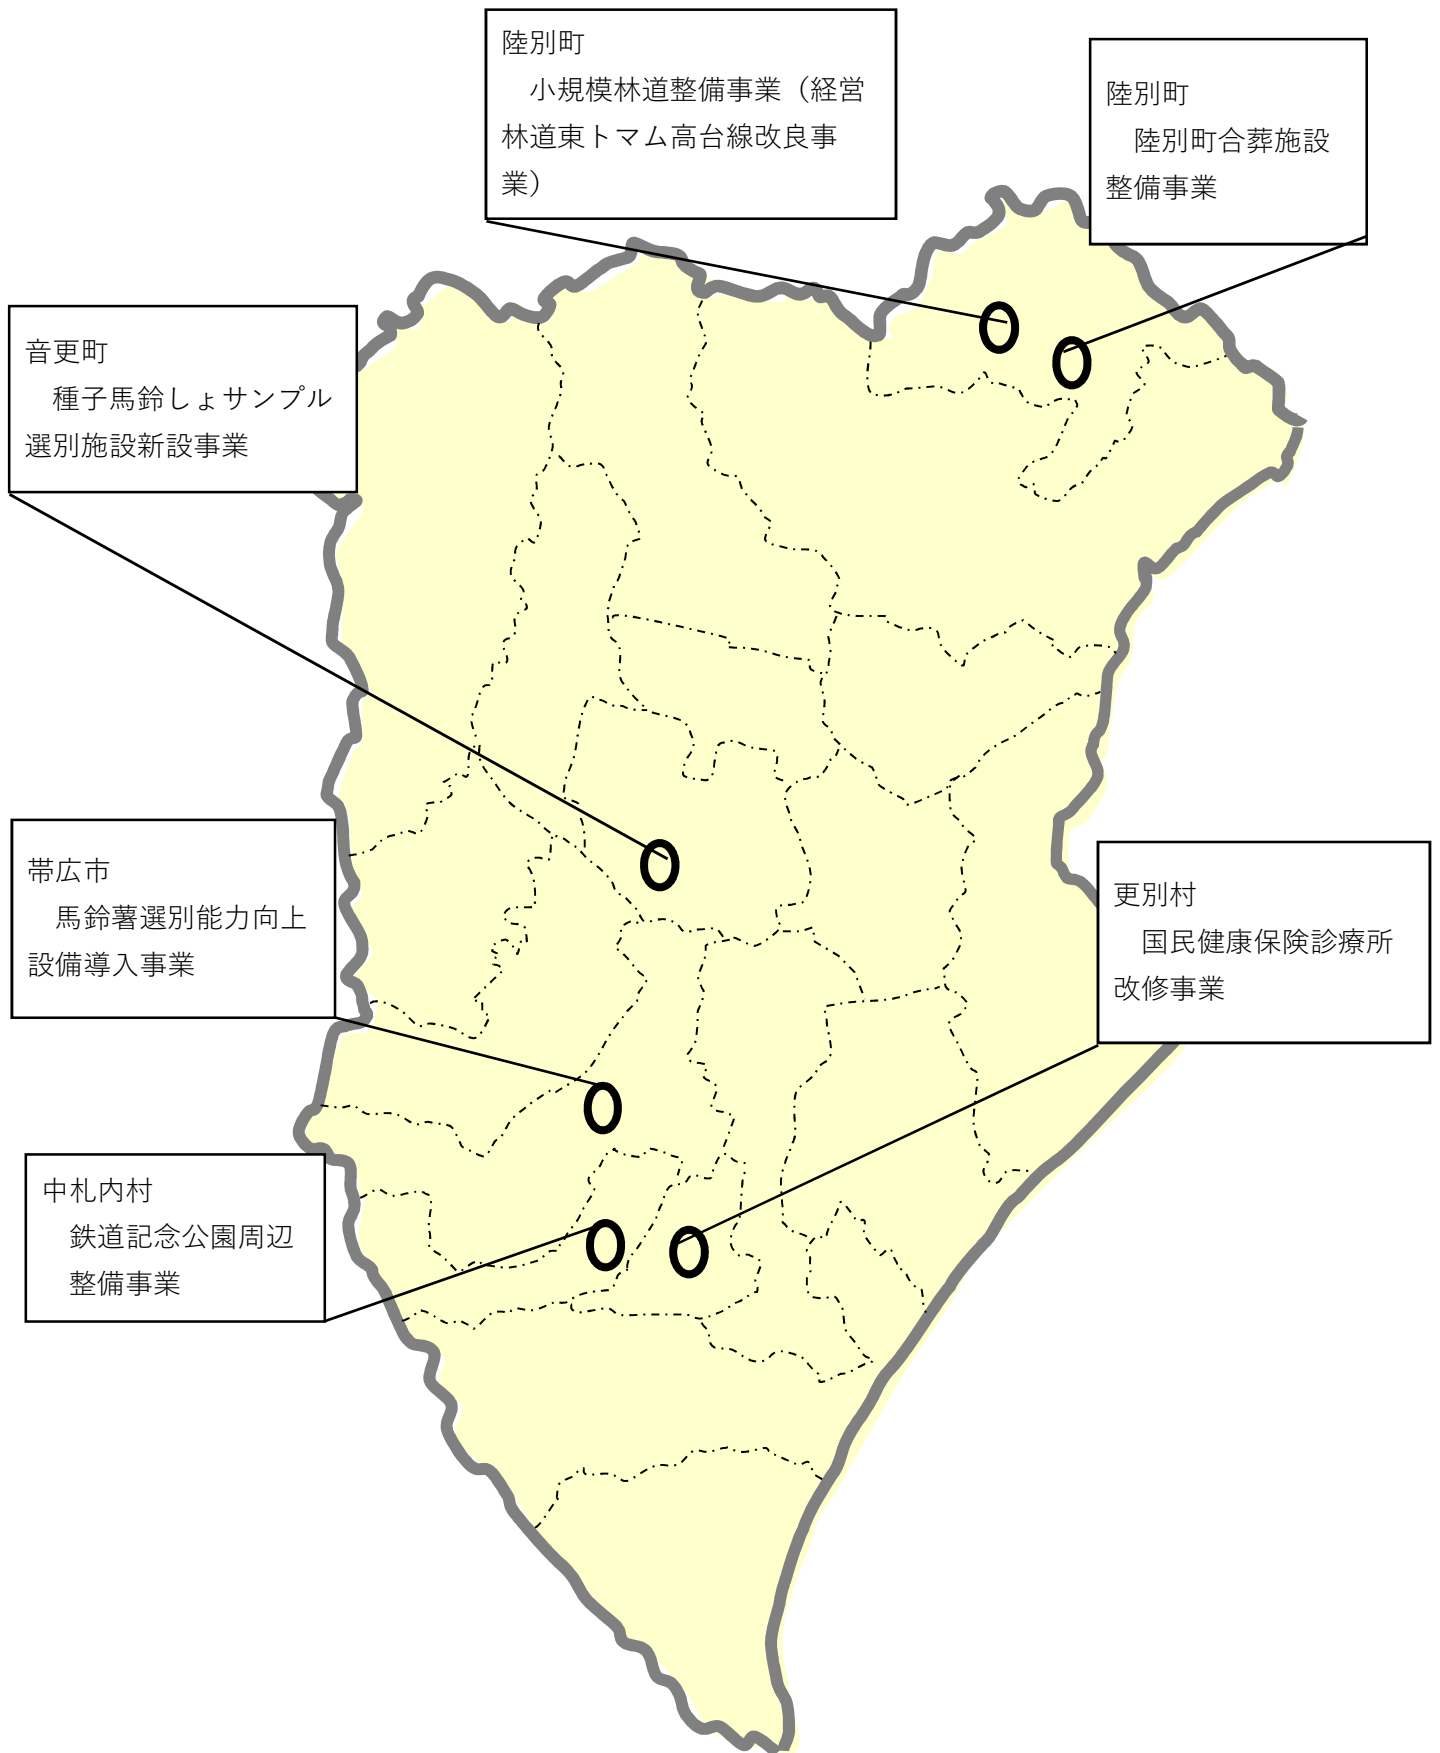 陸別町
小規模林道整備事業（経営
林道東トマム高台線改良事
業）
陸別町
陸別町合葬施設
整備事業
音更町
種子馬鈴しょサンプル
選別施設新設事業
帯広市
馬鈴薯選別能力向上
設備導入事業
更別村
国民健康保険診療所
改修事業
中札内村
鉄道記念公園周辺
整備事業